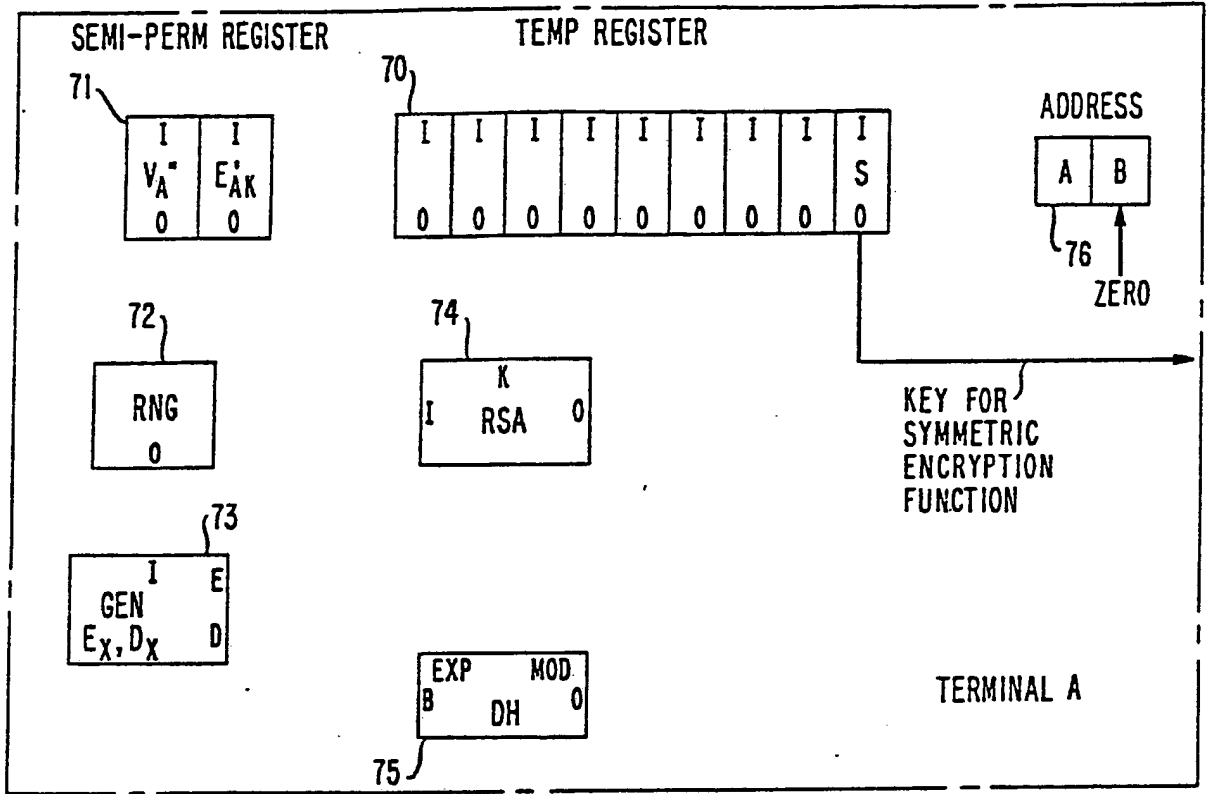 SEMI-PERM REGISTER
TEMP REGISTER
71
70
I I
V_A" E'_AK
0 0
I I I I I I I I I
S
0 0 0 0 0 0 0 0 0
ADDRESS
A B
76
ZERO
72
RNG
0
74
K
I RSA 0
KEY FOR
SYMMETRIC
ENCRYPTION
FUNCTION
73
I E
GEN
E_X, D_X D
EXP MOD
B DH 0
75
TERMINAL A